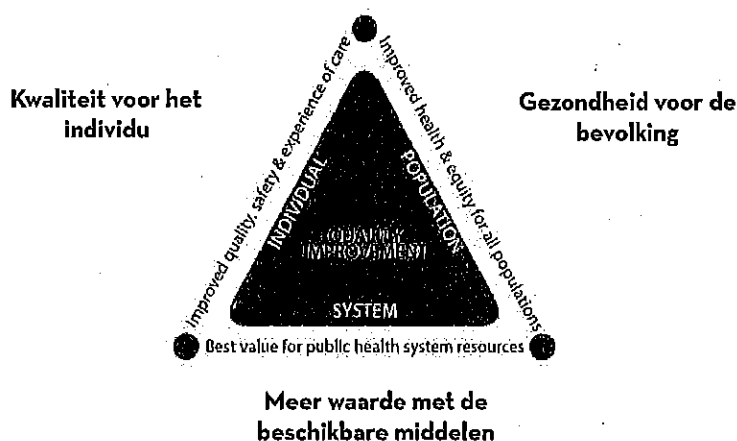 Kwaliteit voor het
individu
Improved quality, safety & experience of care
Improved health & equity for all populations
Gezondheid voor de
bevolking
INDIVIDUAL
POPULATION
QUALITY
IMPROVEMENT
SYSTEM
Best value for public health system resources
Meer waarde met de
beschikbare middelen